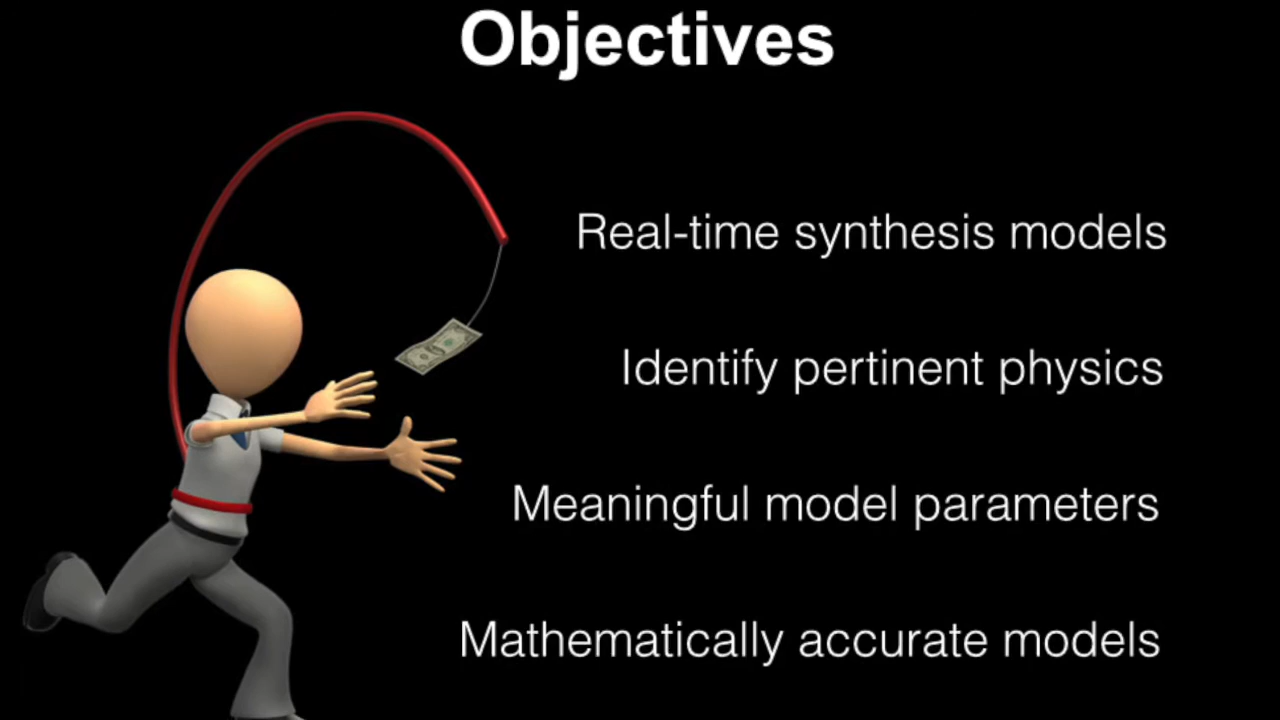 Objectives
Real-time synthesis models
Identify pertinent physics
Meaningful model parameters
Mathematically accurate models